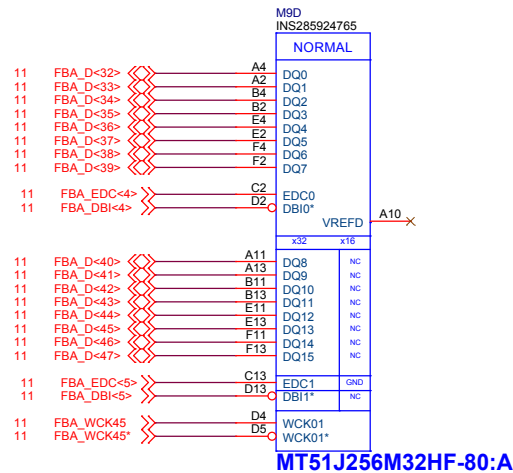 M9D
INS285924765
NORMAL
11 FBA_D<32> A4 DQ0
11 FBA_D<33> A2 DQ1
11 FBA_D<34> B4 DQ2
11 FBA_D<35> B2 DQ3
11 FBA_D<36> E4 DQ4
11 FBA_D<37> E2 DQ5
11 FBA_D<38> F4 DQ6
11 FBA_D<39> F2 DQ7
11 FBA_EDC<4> C2 EDC0
11 FBA_DBI<4> D2 DBI0*
VREFD A10
x32 x16
11 FBA_D<40> A11 DQ8 NC
11 FBA_D<41> A13 DQ9 NC
11 FBA_D<42> B11 DQ10 NC
11 FBA_D<43> B13 DQ11 NC
11 FBA_D<44> E11 DQ12 NC
11 FBA_D<45> E13 DQ13 NC
11 FBA_D<46> F11 DQ14 NC
11 FBA_D<47> F13 DQ15 NC
11 FBA_EDC<5> C13 EDC1 GND
11 FBA_DBI<5> D13 DBI1* NC
11 FBA_WCK45 D4 WCK01
11 FBA_WCK45* D5 WCK01*
MT51J256M32HF-80:A